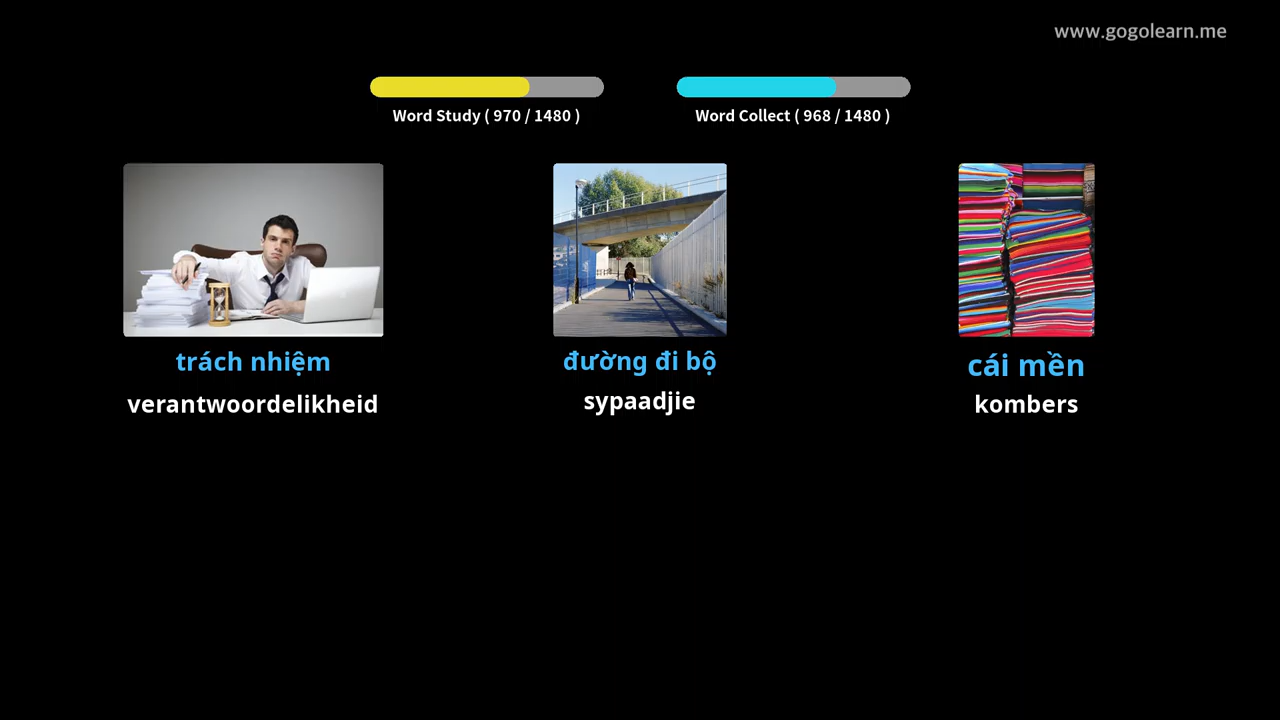 www.gogolearn.me
Word Study ( 970 / 1480 )
Word Collect ( 968 / 1480 )
trách nhiệm
verantwoordelikheid
đường đi bộ
sypaadjie
cái mền
kombers